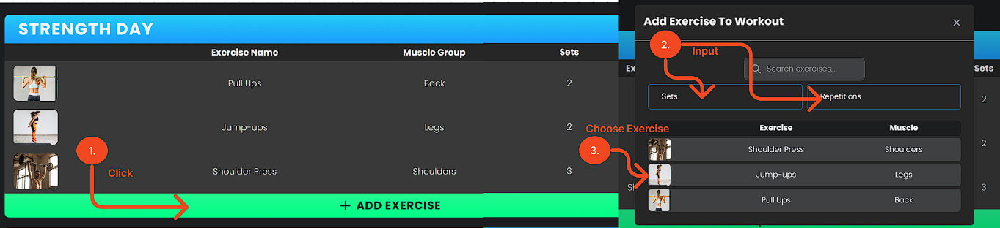 STRENGTH DAY
Exercise Name Muscle Group Sets
Pull Ups Back 2
Jump-ups Legs 2
Shoulder Press Shoulders 3
1.
Click
+ ADD EXERCISE
Add Exercise To Workout
2.
Input
Search exercises...
Sets
Repetitions
Choose Exercise
3.
Exercise Muscle
Shoulder Press Shoulders
Jump-ups Legs
Pull Ups Back
Ex
Sets
2
2
Sh
3